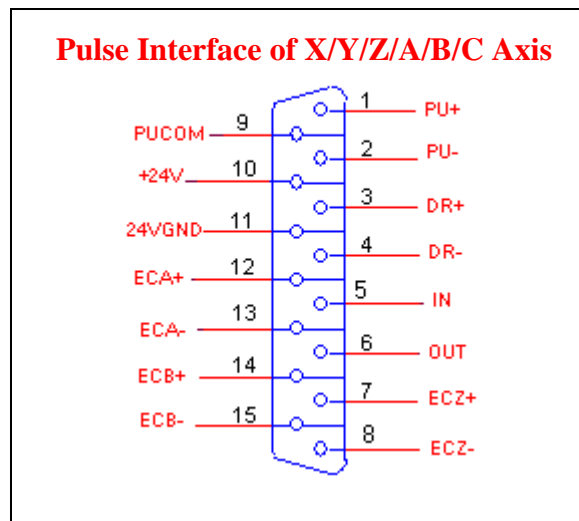 Pulse Interface of X/Y/Z/A/B/C Axis
1 PU+
PUCOM 9
2 PU-
+24V 10
3 DR+
24VGND 11
4 DR-
ECA+ 12
5 IN
ECA- 13
6 OUT
ECB+ 14
7 ECZ+
ECB- 15
8 ECZ-